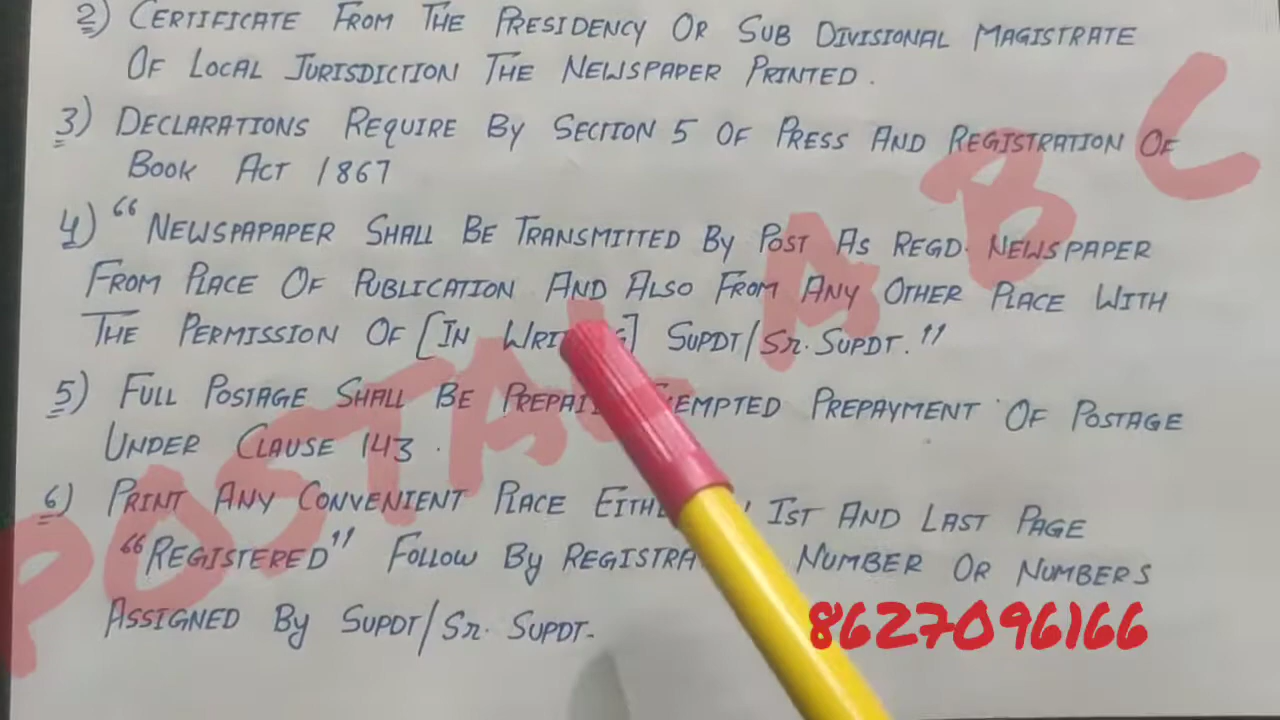 2) CERTIFICATE FROM THE PRESIDENCY OR SUB DIVISIONAL MAGISTRATE
OF LOCAL JURISDICTION THE NEWSPAPER PRINTED.
3) DECLARATIONS REQUIRE BY SECTION 5 OF PRESS AND REGISTRATION OF
BOOK ACT 1867
4) "NEWSPAPAPER SHALL BE TRANSMITTED BY POST AS REGD. NEWSPAPER
FROM PLACE OF PUBLICATION AND ALSO FROM ANY OTHER PLACE WITH
THE PERMISSION OF [IN SUPDT/SR. SUPDT."
5) FULL POSTAGE SHALL BE PREPAYMENT OF POSTAGE
UNDER CLAUSE 143.
6) PRINT ANY CONVENIENT PLACE 1ST AND LAST PAGE
"REGISTERED" FOLLOW BY NUMBER OR NUMBERS
ASSIGNED BY SUPDT/SR. SUPDT.
POSTAL ABC
8627096166